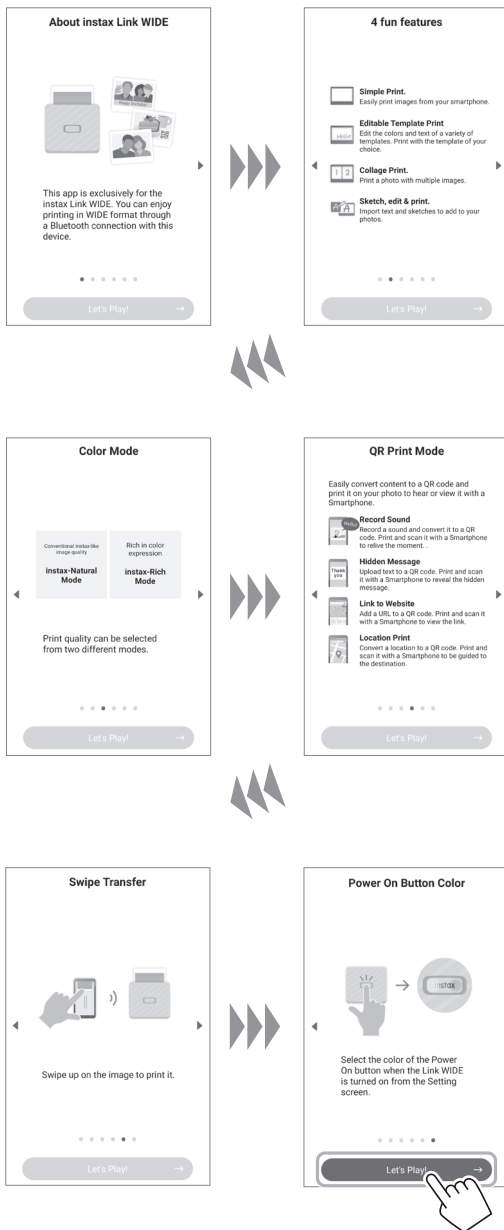 About instax Link WIDE
Happy Birthday!
This app is exclusively for the
instax Link WIDE. You can enjoy
printing in WIDE format through
a Bluetooth connection with this
device.
Let's Play! →
4 fun features
Simple Print.
Easily print images from your smartphone.
Hello
Editable Template Print
Edit the colors and text of a variety of
templates. Print with the template of your
choice.
1 2
Collage Print.
Print a photo with multiple images.
A A
Sketch, edit & print.
Import text and sketches to add to your
photos.
Let's Play! →
Color Mode
Conventional instax-like
image quality
instax-Natural
Mode
Rich in color
expression
instax-Rich
Mode
Print quality can be selected
from two different modes.
Let's Play! →
QR Print Mode
Easily convert content to a QR code and
print it on your photo to hear or view it with a
Smartphone.
Hello!
Record Sound
Record a sound and convert it to a QR
code. Print and scan it with a Smartphone
to relive the moment. .
Thank
you
Hidden Message
Upload text to a QR code. Print and scan
it with a Smartphone to reveal the hidden
message.
Link to Website
Add a URL to a QR code. Print and scan it
with a Smartphone to view the link.
Location Print
Convert a location to a QR code. Print and
scan it with a Smartphone to be guided to
the destination.
Let's Play! →
Swipe Transfer
Swipe up on the image to print it.
Let's Play! →
Power On Button Color
instax
Select the color of the Power
On button when the Link WIDE
is turned on from the Setting
screen.
Let's Play! →